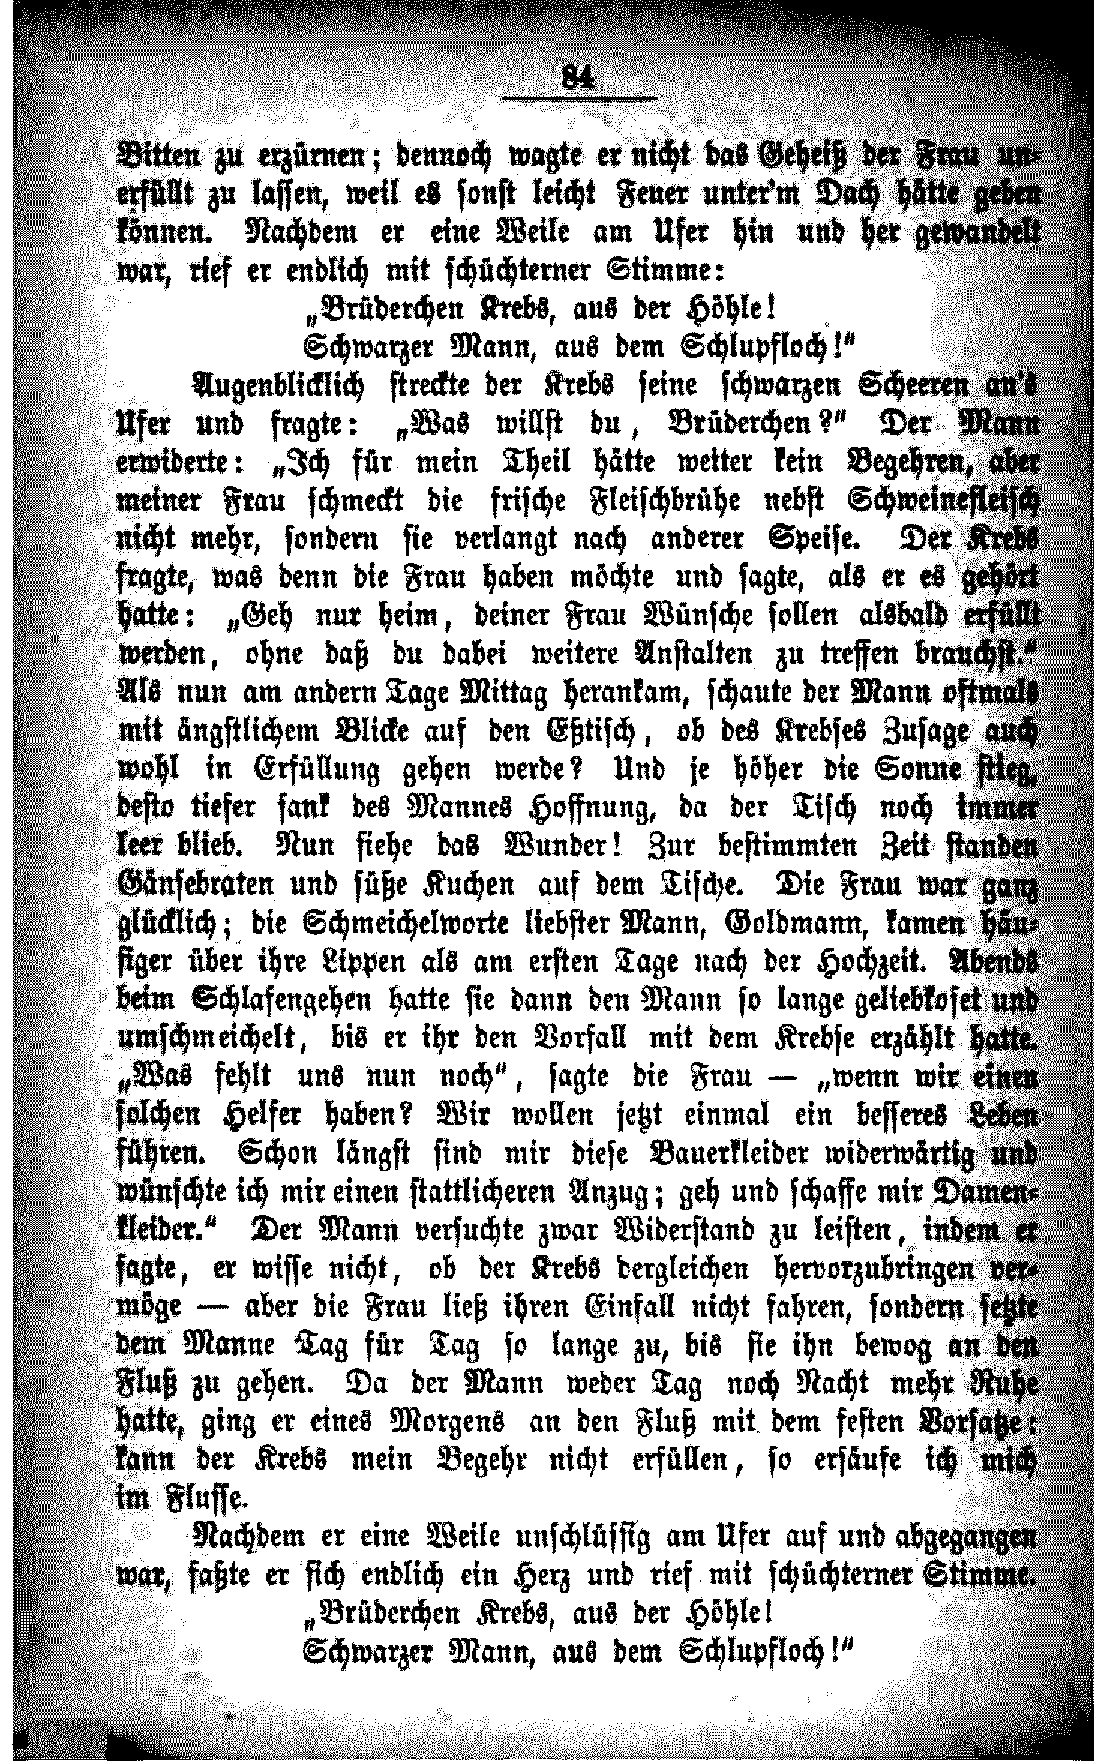 84
Bitten zu erzürnen; dennoch wagte er nicht das Geheiß der Frau un-
erfüllt zu lassen, weil es sonst leicht Feuer unter'm Dach hätte geben
können. Nachdem er eine Weile am Ufer hin und her gewandelt
war, rief er endlich mit schüchterner Stimme:
„Brüderchen Krebs, aus der Höhle!
Schwarzer Mann, aus dem Schlupfloch!“
Augenblicklich streckte der Krebs seine schwarzen Scheeren an's
Ufer und fragte: „Was willst du, Brüderchen?“ Der Mann
erwiderte: „Ich für mein Theil hätte weiter kein Begehren, aber
meiner Frau schmeckt die frische Fleischbrühe nebst Schweinefleisch
nicht mehr, sondern sie verlangt nach anderer Speise. Der Krebs
fragte, was denn die Frau haben möchte und sagte, als er es gehört
hatte: „Geh nur heim, deiner Frau Wünsche sollen alsbald erfüllt
werden, ohne daß du dabei weitere Anstalten zu treffen brauchst.“
Als nun am andern Tage Mittag herankam, schaute der Mann oftmals
mit ängstlichem Blicke auf den Eßtisch, ob des Krebses Zusage auch
wohl in Erfüllung gehen werde? Und je höher die Sonne stieg,
desto tiefer sank des Mannes Hoffnung, da der Tisch noch immer
leer blieb. Nun siehe das Wunder! Zur bestimmten Zeit standen
Gänsebraten und süße Kuchen auf dem Tische. Die Frau war ganz
glücklich; die Schmeichelworte liebster Mann, Goldmann, kamen häu-
figer über ihre Lippen als am ersten Tage nach der Hochzeit. Abends
beim Schlafengehen hatte sie dann den Mann so lange geliebkoset und
umschmeichelt, bis er ihr den Vorfall mit dem Krebse erzählt hatte.
„Was fehlt uns nun noch“, sagte die Frau — „wenn wir einen
solchen Helfer haben? Wir wollen jetzt einmal ein besseres Leben
führen. Schon längst sind mir diese Bauerkleider widerwärtig und
wünschte ich mir einen stattlicheren Anzug; geh und schaffe mir Damen-
kleider.“ Der Mann versuchte zwar Widerstand zu leisten, indem er
sagte, er wisse nicht, ob der Krebs dergleichen hervorzubringen ver-
möge — aber die Frau ließ ihren Einfall nicht fahren, sondern setzte
dem Manne Tag für Tag so lange zu, bis sie ihn bewog an den
Fluß zu gehen. Da der Mann weder Tag noch Nacht mehr Ruhe
hatte, ging er eines Morgens an den Fluß mit dem festen Vorsatze:
kann der Krebs mein Begehr nicht erfüllen, so ersäufe ich mich
im Flusse.
Nachdem er eine Weile unschlüssig am Ufer auf und abgegangen
war, faßte er sich endlich ein Herz und rief mit schüchterner Stimme.
„Brüderchen Krebs, aus der Höhle!
Schwarzer Mann, aus dem Schlupfloch!“